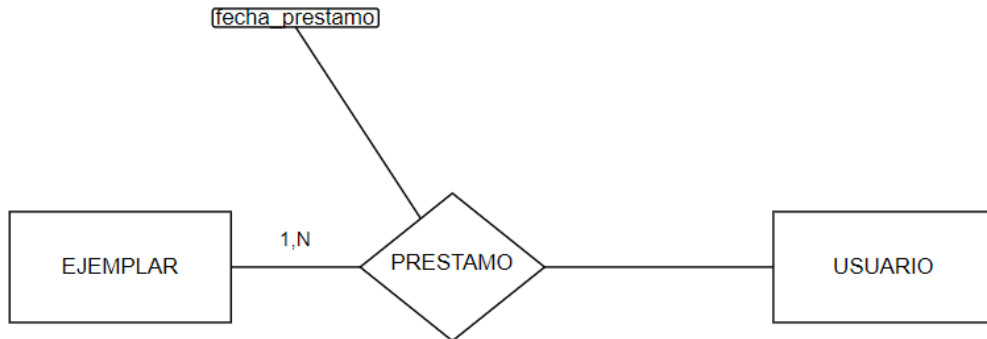 fecha_prestamo
1,N
EJEMPLAR
PRESTAMO
USUARIO